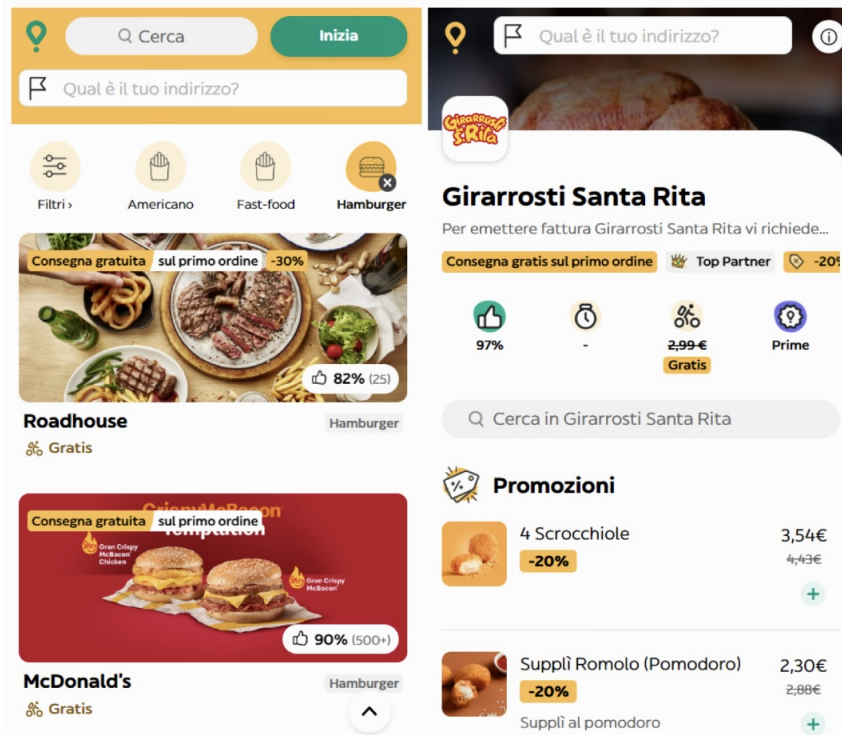 Cerca
Inizia
Qual è il tuo indirizzo?
Filtri ›
Americano
Fast-food
Hamburger
Consegna gratuita sul primo ordine -30%
82% (25)
Roadhouse
Hamburger
Gratis
Consegna gratuita sul primo ordine
Gran Crispy
McBacon
Chicken
Gran Crispy
McBacon
90% (500+)
McDonald's
Hamburger
Gratis
Qual è il tuo indirizzo?
Girarrosti
S.Rita
Girarrosti Santa Rita
Per emettere fattura Girarrosti Santa Rita vi richiede...
Consegna gratis sul primo ordine
Top Partner
-20%
97%
-
2,99 €
Gratis
Prime
Cerca in Girarrosti Santa Rita
Promozioni
4 Scrocchiole
3,54€
-20%
4,43€
Supplì Romolo (Pomodoro)
2,30€
-20%
2,88€
Supplì al pomodoro